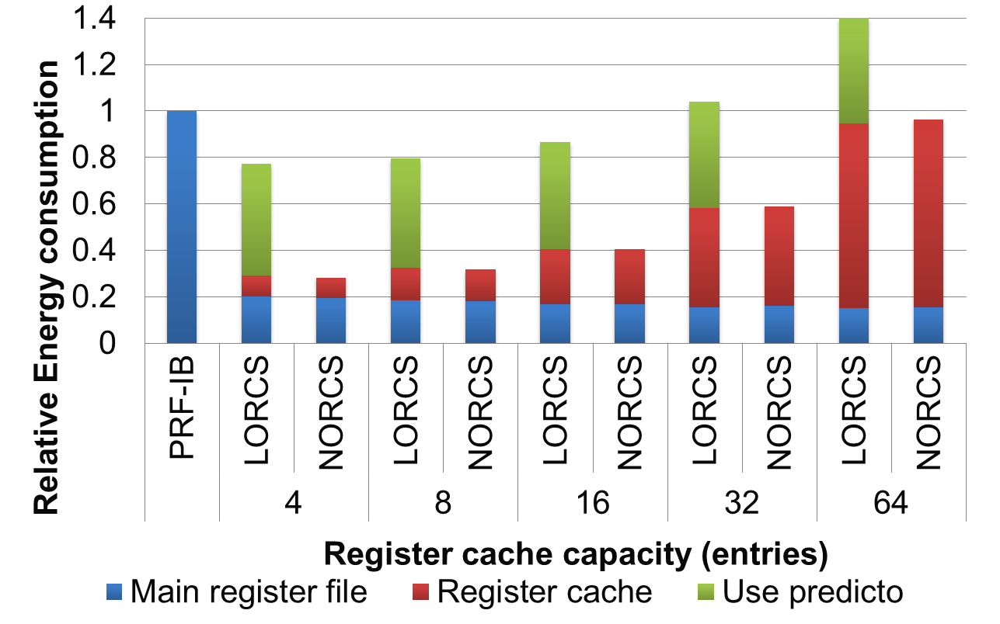 Relative Energy consumption
1.4
1.2
1
0.8
0.6
0.4
0.2
0
PRF-IB
LORCS
NORCS
LORCS
NORCS
LORCS
NORCS
LORCS
NORCS
LORCS
NORCS
4 8 16 32 64
Register cache capacity (entries)
Main register file Register cache Use predicto